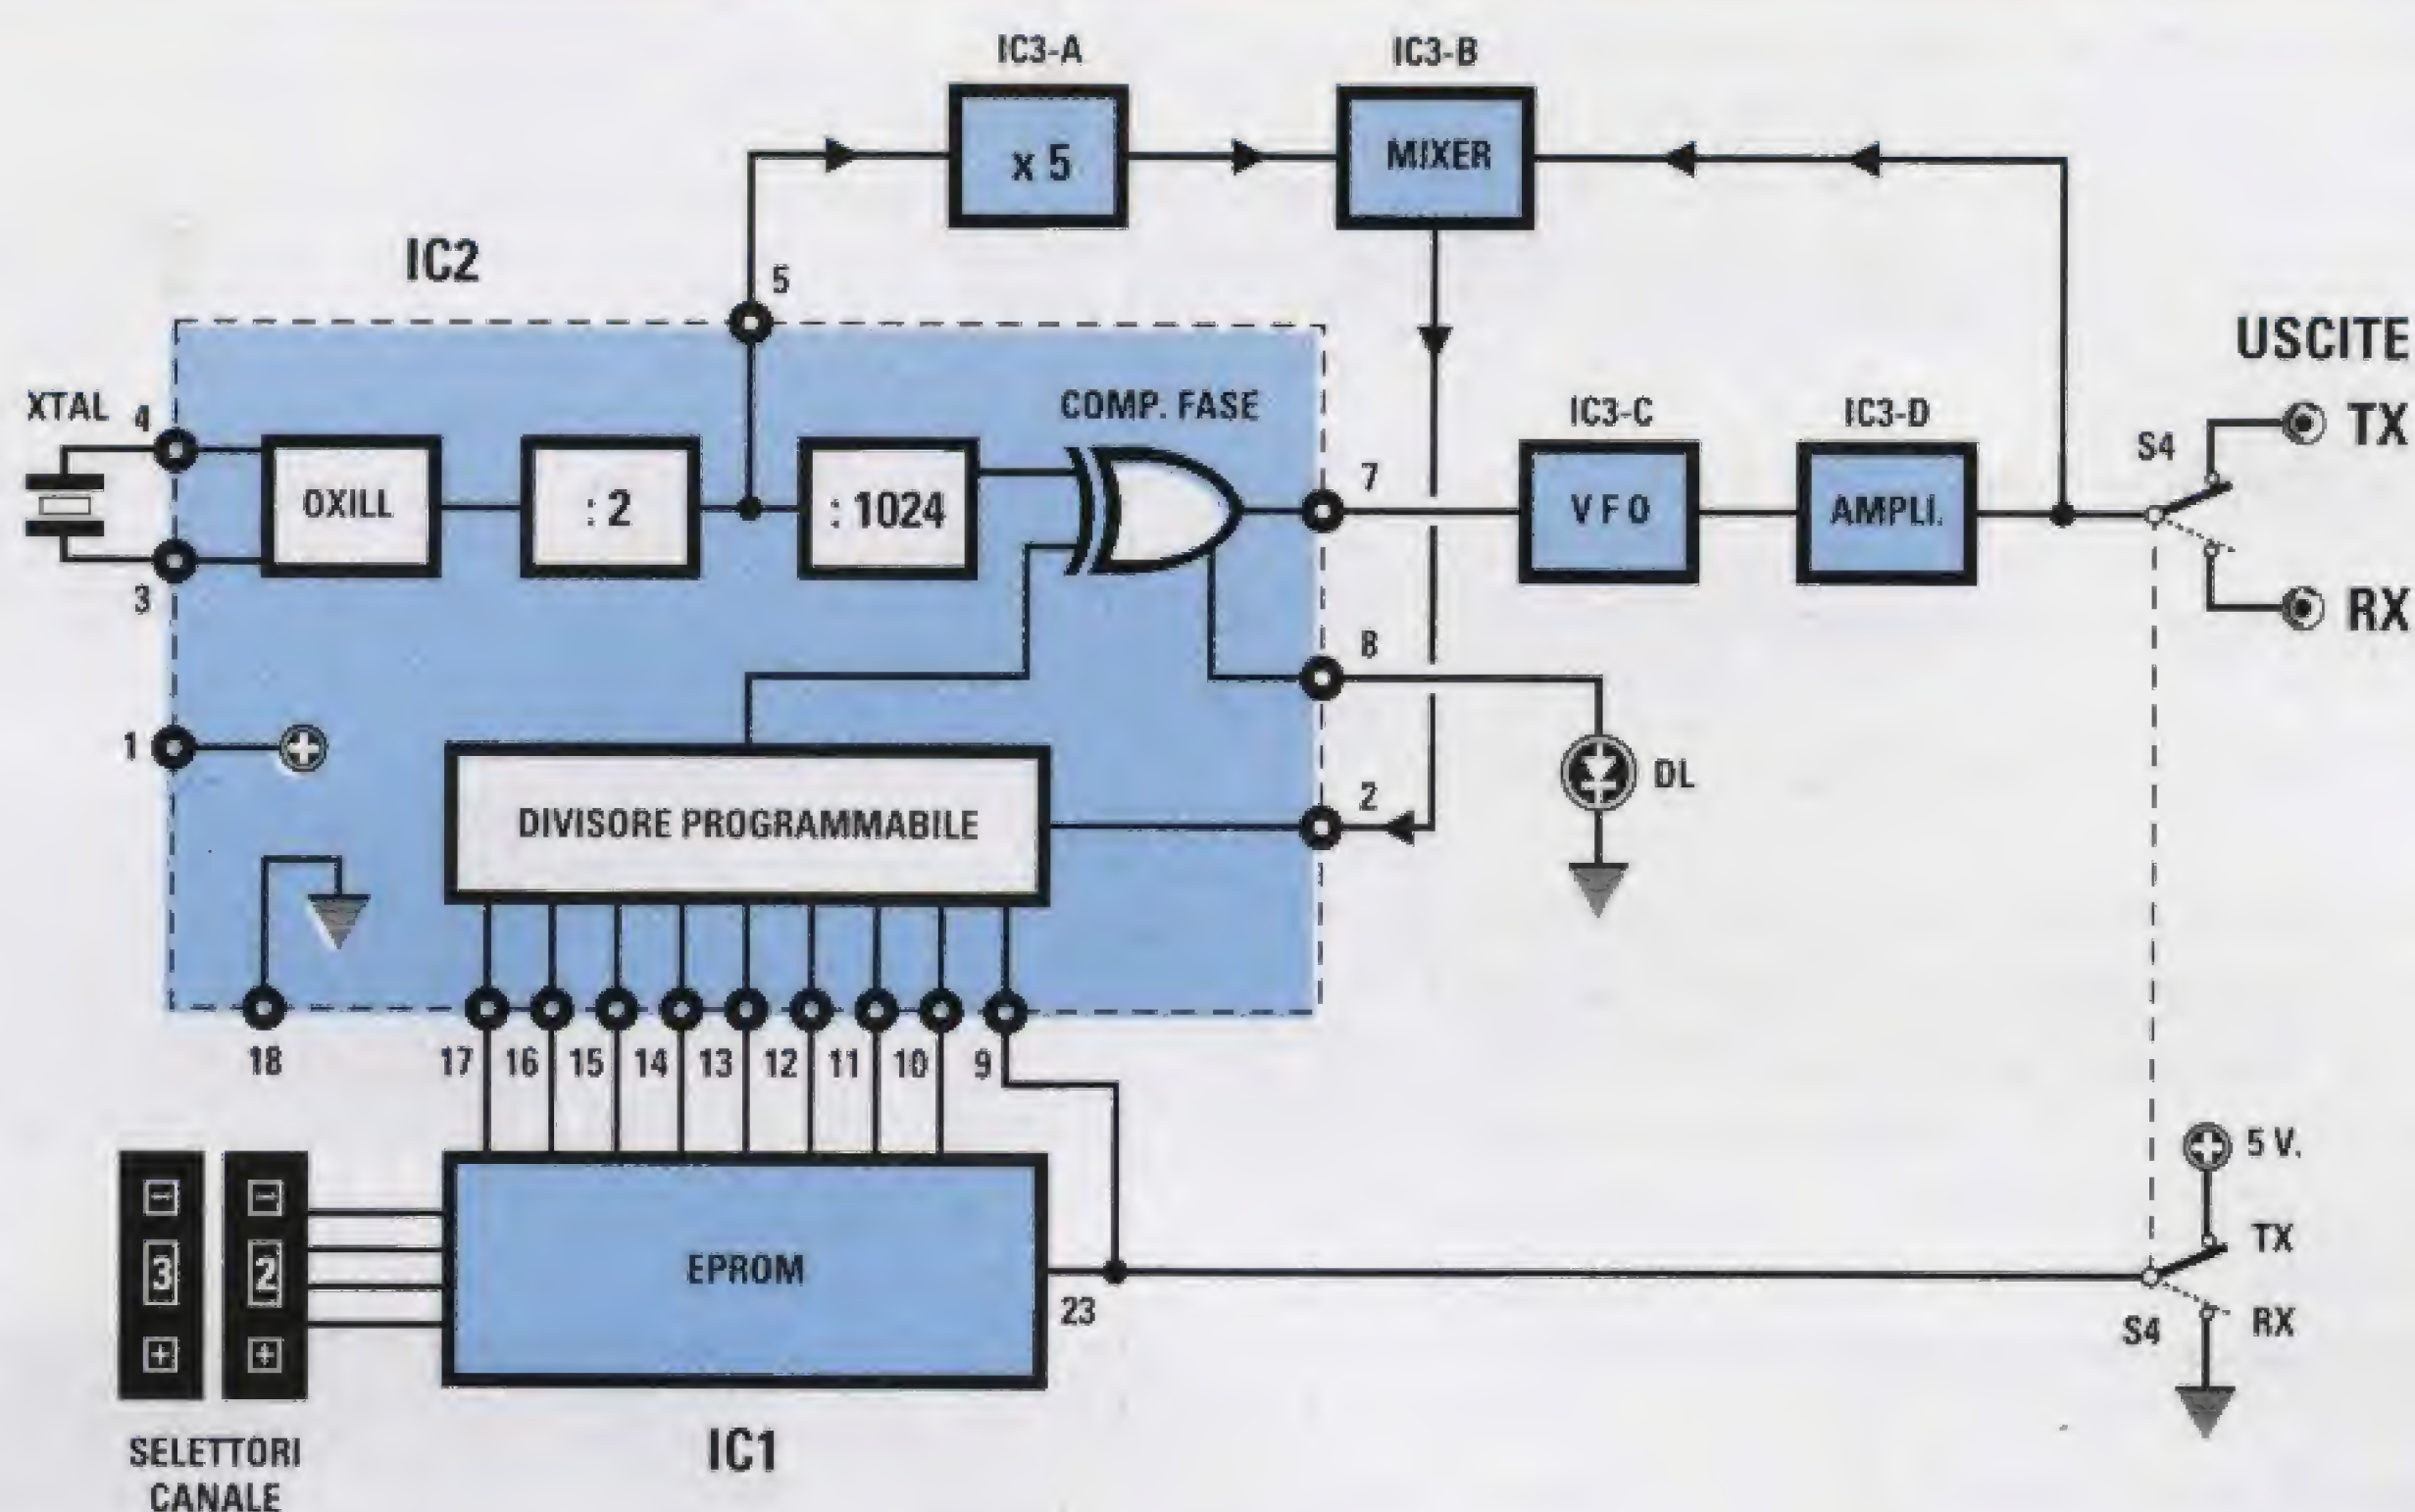 IC3-A
IC3-B
x 5
MIXER
IC2
5
USCITE
XTAL
4
COMP. FASE
IC3-C
IC3-D
TX
S4
7
OXILL
: 2
: 1024
V F O
AMPLI.
3
RX
8
1
DL
2
DIVISORE PROGRAMMABILE
18
17
16
15
14
13
12
11
10
9
5 V.
TX
3
2
EPROM
23
S4
RX
IC1
SELETTORI
CANALE